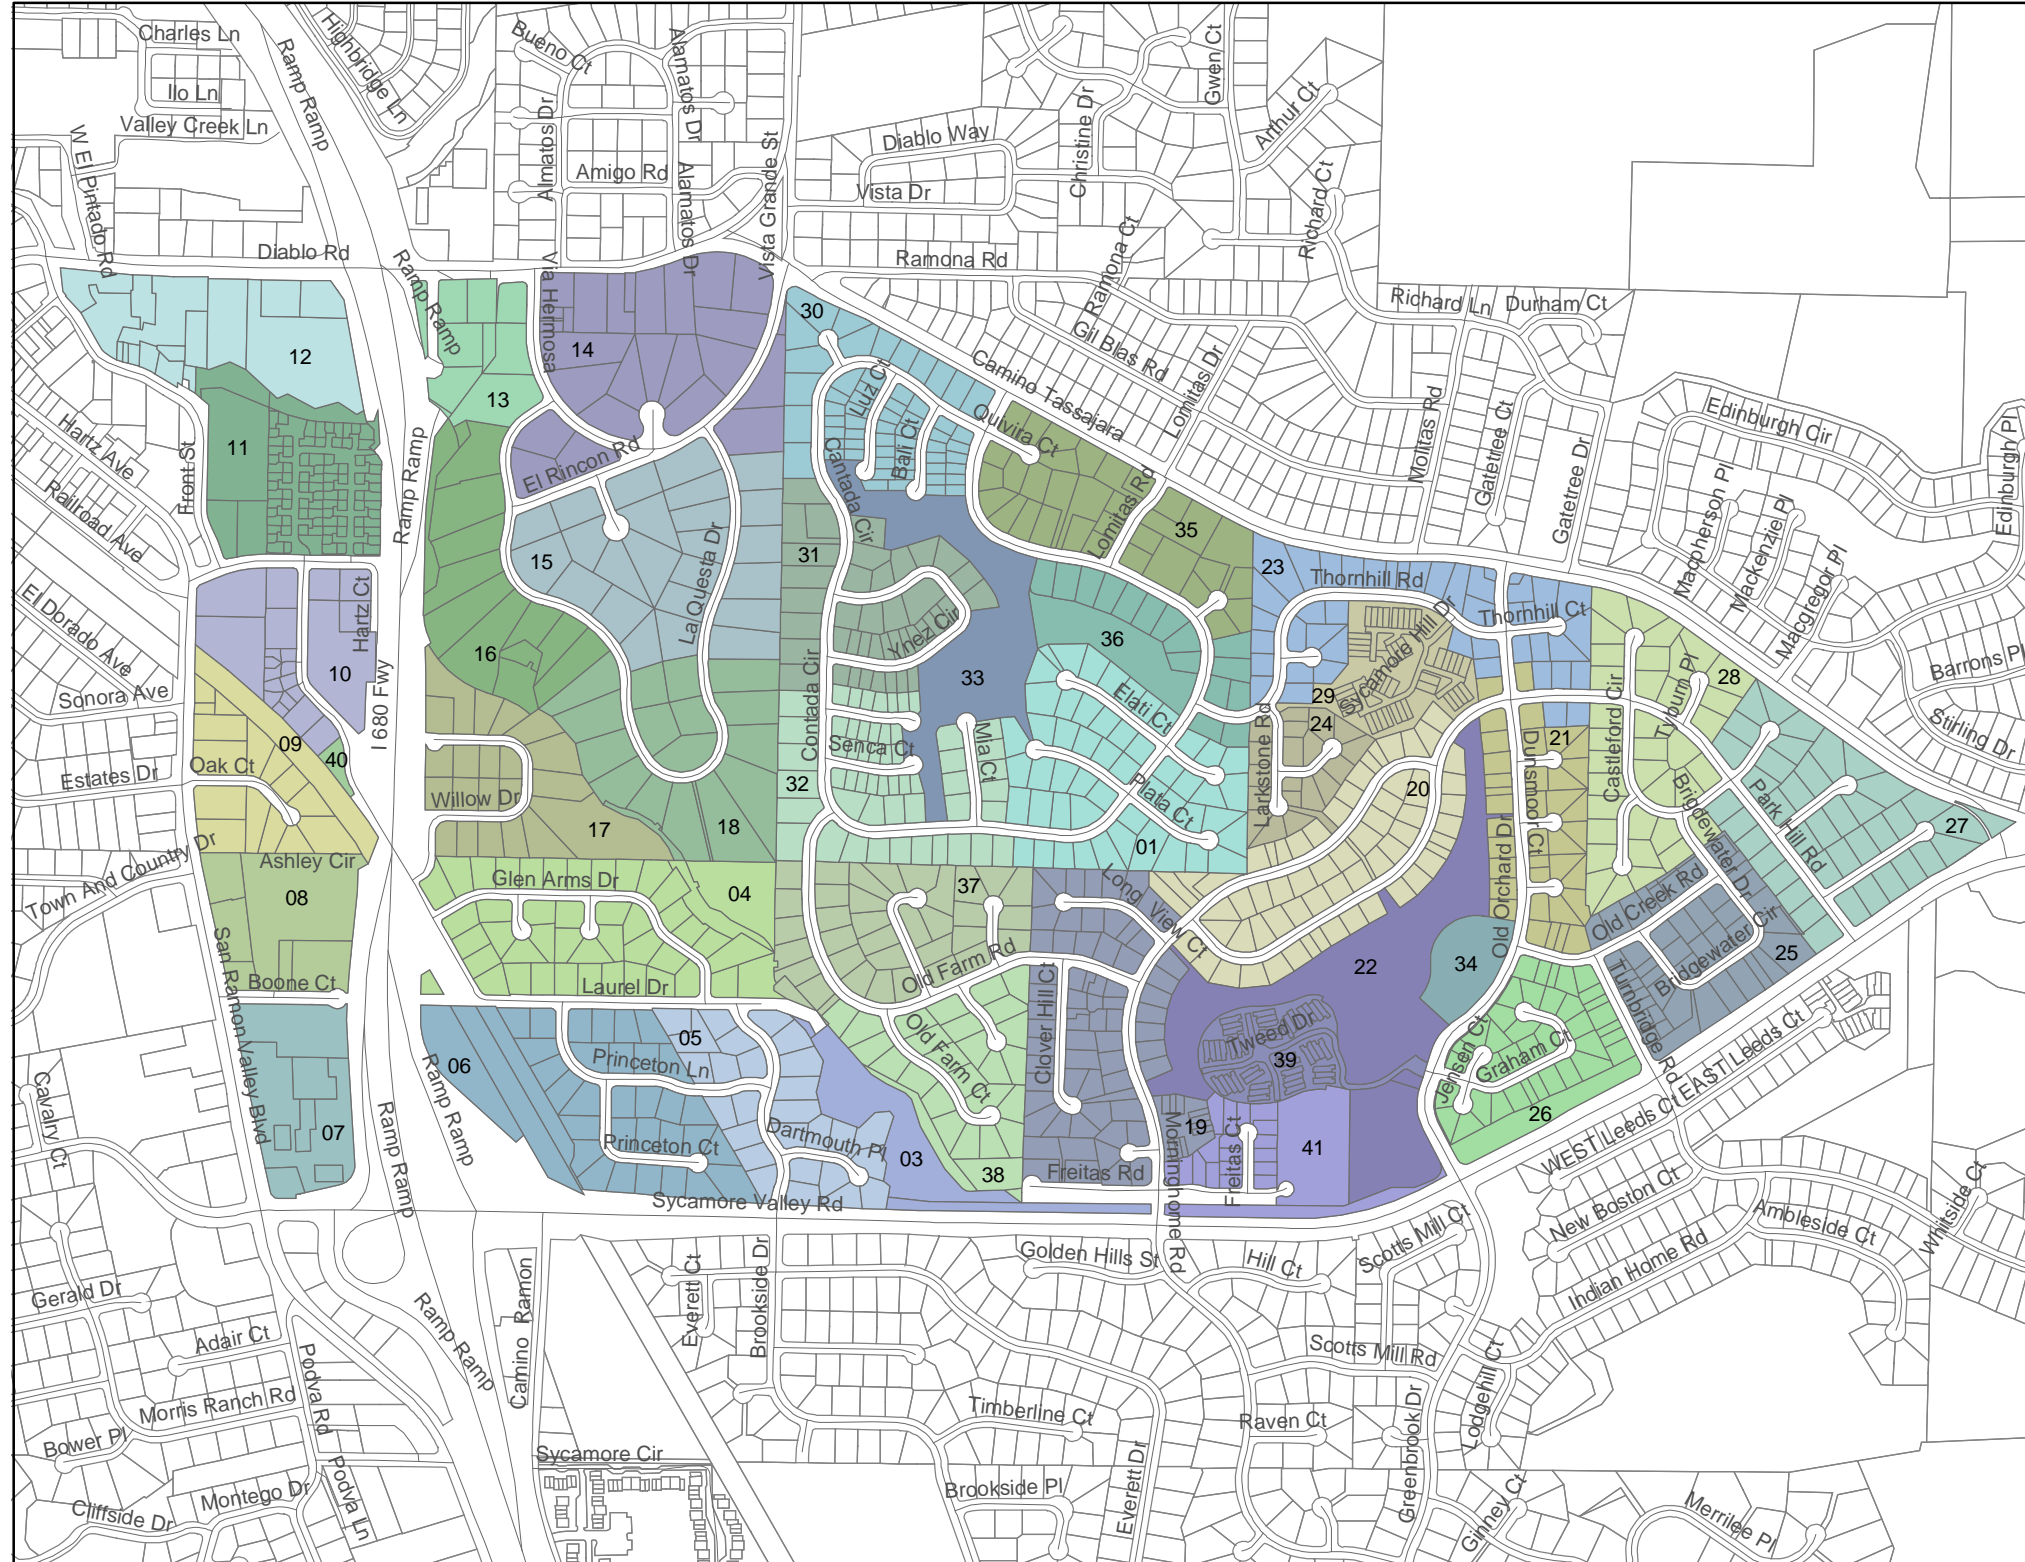 Charles Ln
Highbridge Ln
Ramp Ramp
Bueno Ct
Alamatos Dr
Gwen Ct
Ilo Ln
Valley Creek Ln
W El Pintado Rd
Almatos Dr
Amigo Rd
Alamatos Dr
Vista Grande St
Diablo Way
Vista Dr
Christine Dr
Arthur Ct
Richard Ct
Diablo Rd
Ramp Ramp
Via Hermosa
Ramona Rd
Ramona Ct
Richard Ln
Durham Ct
30
Gil Blas Rd
12
14
Camino Tassajara
Lomitas Dr
Luz Ct
13
Quivira Ct
Molitas Rd
Gatetree Ct
Gatetree Dr
Edinburgh Cir
Edinburgh Pl
Hartz Ave
Front St
11
El Rincon Rd
Cantada Cir
Bali Ct
Railroad Ave
Ramp Ramp
Lomitas Rd
35
Macpherson Pl
Mackenzie Pl
Macgregor Pl
15
La Questa Dr
31
23
Thornhill Rd
Thornhill Ct
El Dorado Ave
Hartz Ct
16
Ynez Cir
36
Sycamore Hill Dr
10
Sonora Ave
I 680 Fwy
Contada Cir
33
Elati Ct
29
Larkstone Rd
24
Castleford Cir
Tyburn Pl
28
Barrons Pl
Stirling Dr
09
40
Oak Ct
Estates Dr
Senca Ct
Mia Ct
21
Dunsmoor Ct
32
Willow Dr
17
18
Plata Ct
01
20
Old Orchard Dr
Bridgewater Dr
Park Hill Rd
27
Town And Country Dr
Ashley Cir
08
Glen Arms Dr
04
37
Long View Ct
Old Creek Rd
Bridgewater Cir
25
San Ramon Valley Blvd
Boone Ct
Laurel Dr
Old Farm Rd
Clover Hill Ct
22
34
Turnbridge Rd
EAST Leeds Ct
05
06
Princeton Ln
Old Farm Ct
Tweed Dr
39
Jensen Ct
Graham Ct
26
Cavalry Ct
07
Ramp Ramp
Ramp Ramp
Princeton Ct
Dartmouth Pl
03
38
Freitas Rd
Morninghome Rd
19
Freitas Ct
41
WEST Leeds Ct
Sycamore Valley Rd
New Boston Ct
Ambleside Ct
Whitside Ct
Indian Home Rd
Gerald Dr
Adair Ct
Podva Rd
Ramp Ramp
Camino Ramon
Everett Ct
Brookside Dr
Golden Hills St
Hill Ct
Scotts Mill Ct
Scotts Mill Rd
Morris Ranch Rd
Bower Pl
Timberline Ct
Raven Ct
Greenbrook Dr
Lodgehill Ct
Sycamore Cir
Montego Dr
Podva Ln
Cliffside Dr
Brookside Pl
Everett Dr
Ginney Ct
Merrilee Pl